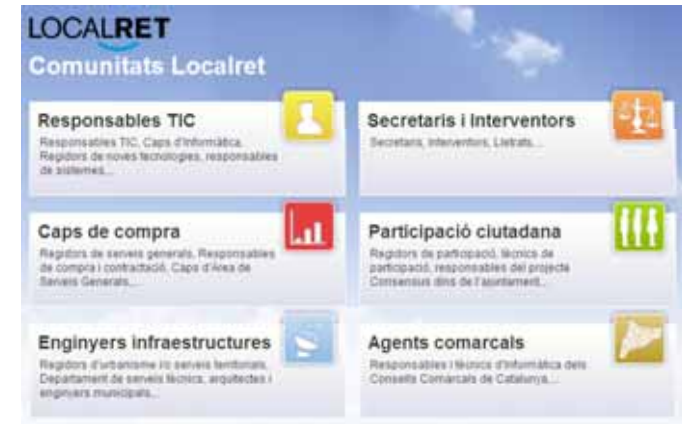 LOCALRET
Comunitats Localret
Responsables TIC
Responsables TIC, Caps d'Informàtica,
Regidors de noves tecnologies, responsables
de sistemes...
Secretaris i Interventors
Secretaris, Interventors, Lletrats,...
Caps de compra
Regidors de serveis generals, Responsables
de compra i contractació, Caps d'Àrea de
Serveis Generals,...
Participació ciutadana
Regidors de participació, tècnics de
participació, responsables del projecte
Consensus dins de l'ajuntament,...
Enginyers infraestructures
Regidors d'urbanisme i/o serveis territorials,
Departament de serveis tècnics, arquitectes i
enginyers municipals,..
Agents comarcals
Responsables i tècnics d'Informàtica dels
Consells Comarcals de Catalunya,...